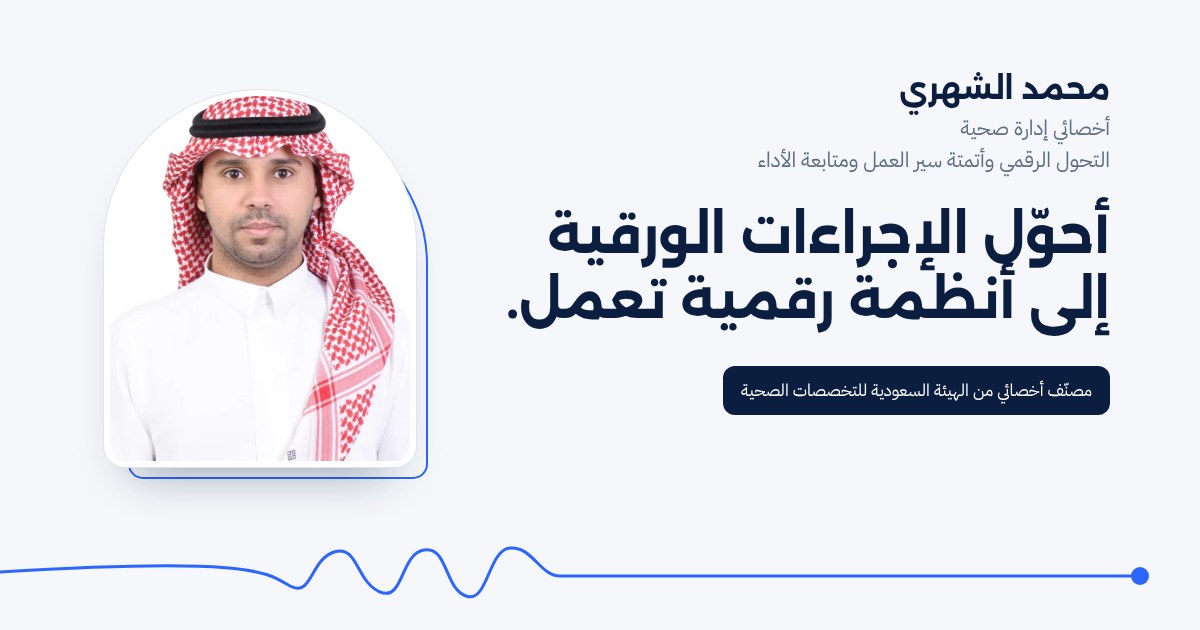 محمد الشهري
أخصائي إدارة صحية
التحول الرقمي وأتمتة سير العمل ومتابعة الأداء
أحوّل الإجراءات الورقية
إلى أنظمة رقمية تعمل.
مصنّف أخصائي من الهيئة السعودية للتخصصات الصحية